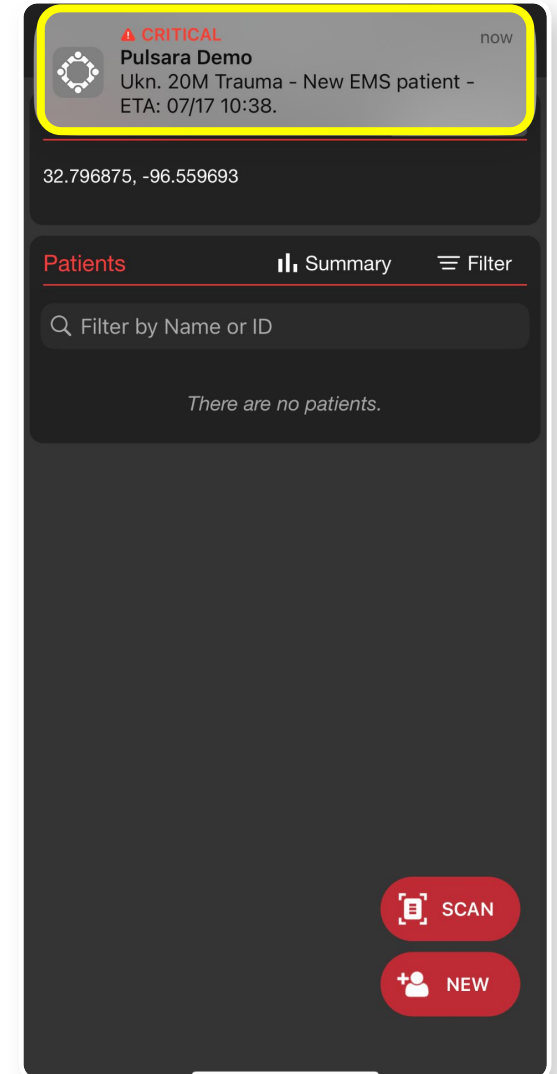 CRITICAL
now
Pulsara Demo
Ukn. 20M Trauma - New EMS patient -
ETA: 07/17 10:38.
32.796875, -96.559693
Patients
Summary
Filter
Filter by Name or ID
There are no patients.
SCAN
NEW